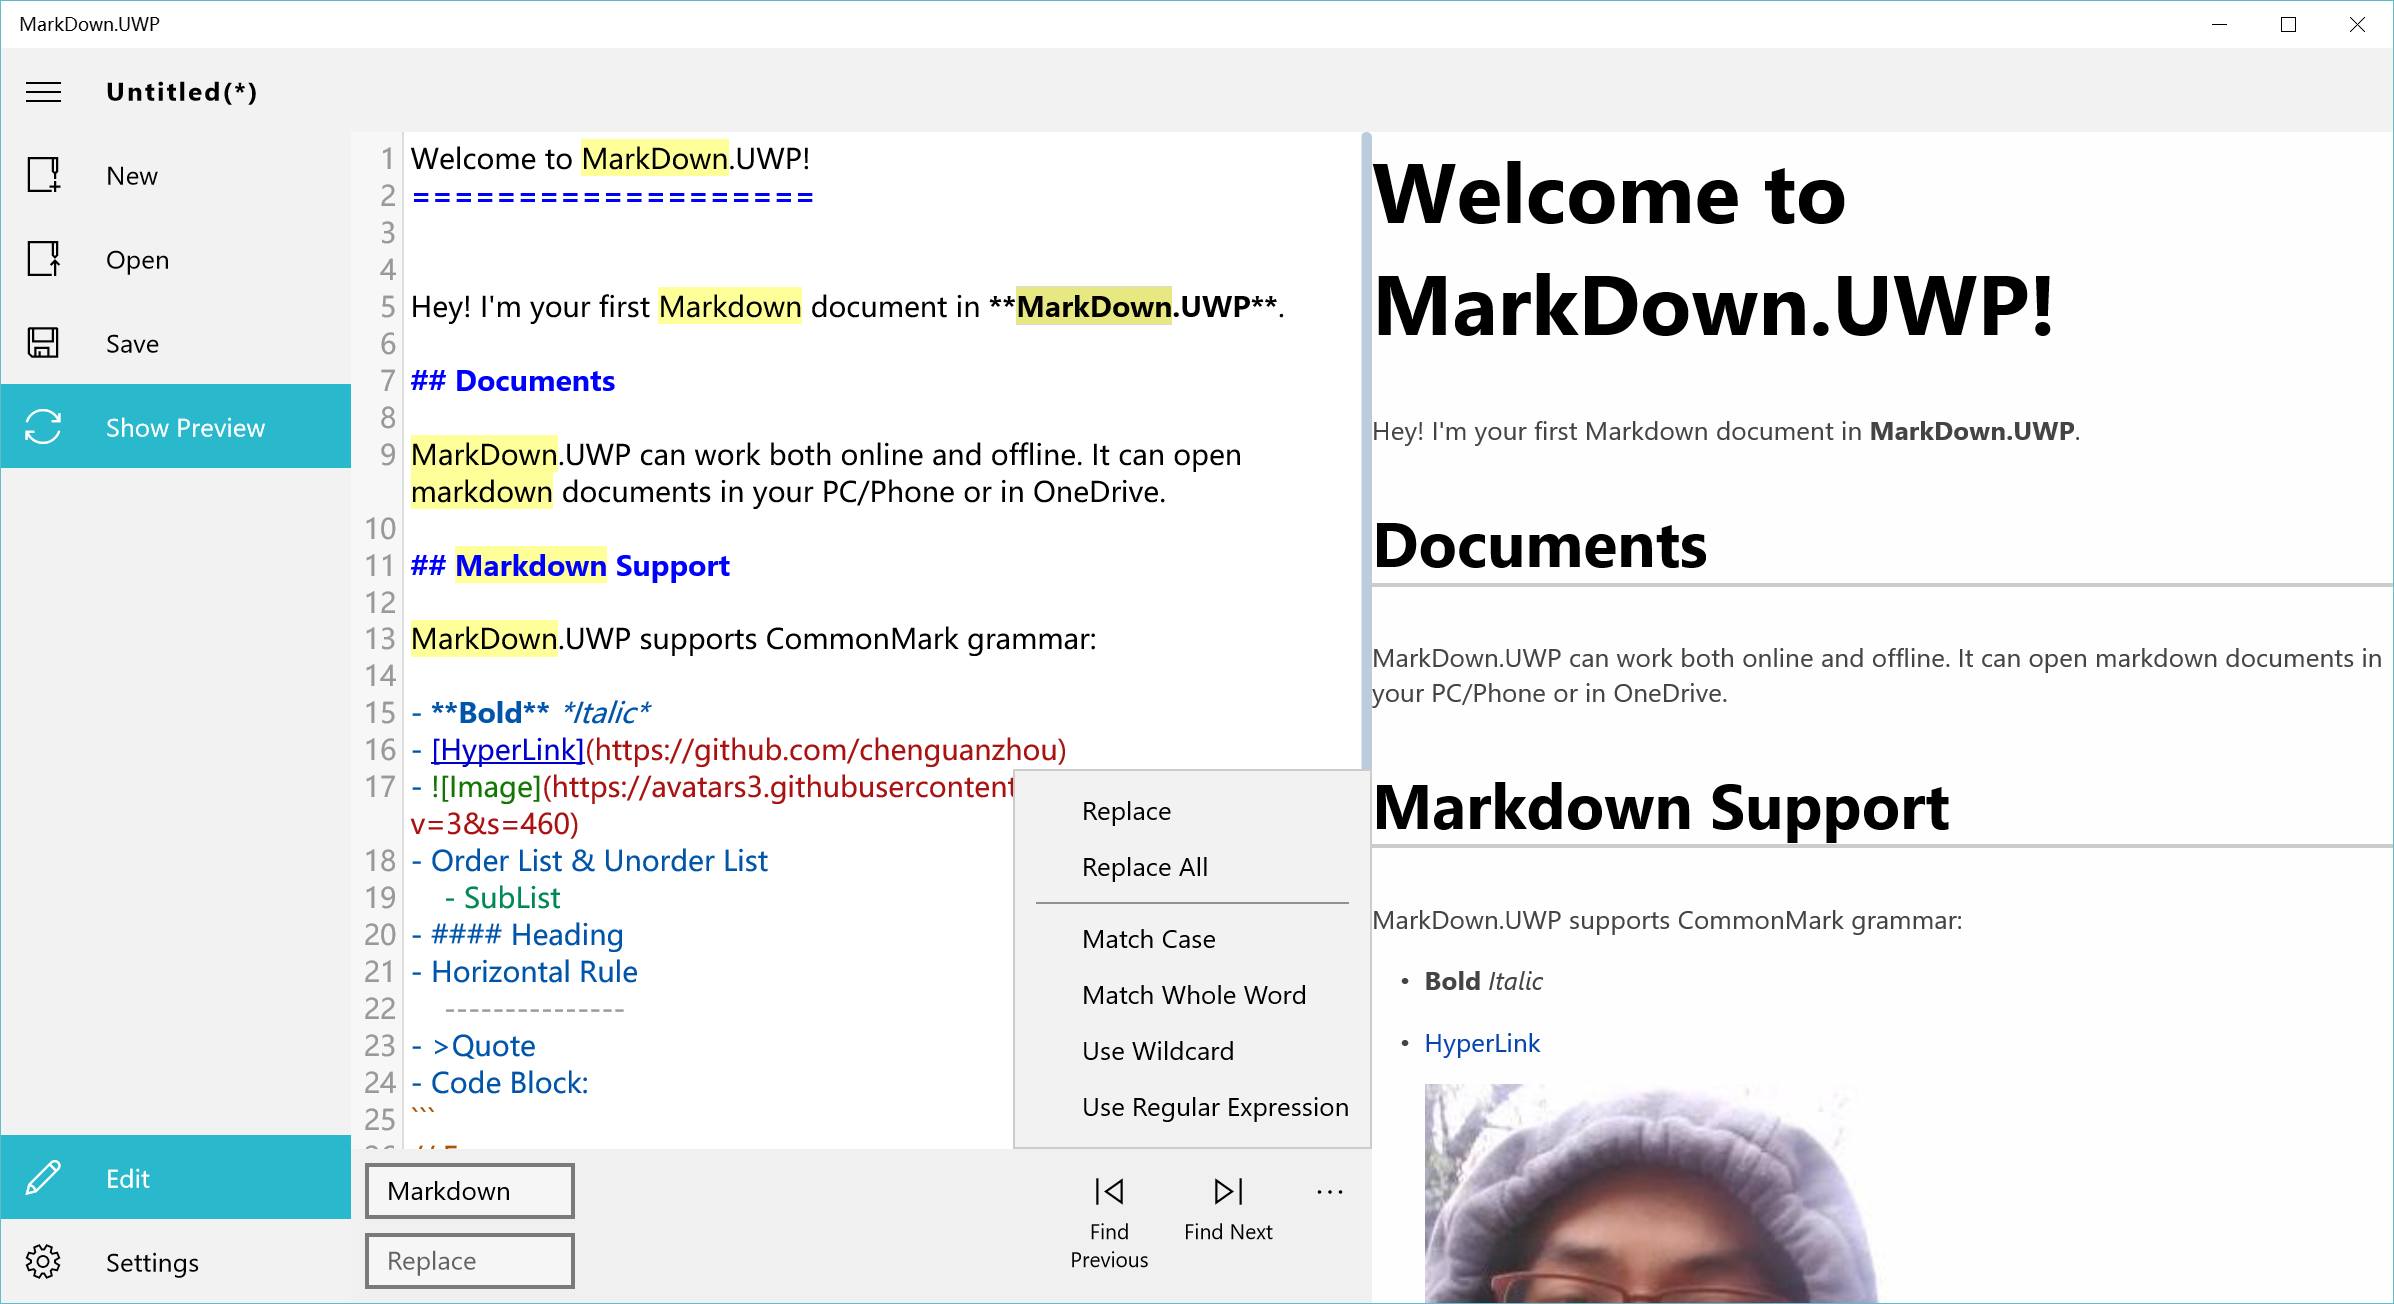 MarkDown.UWP
Untitled(*)
New
Open
Save
Show Preview
Edit
Settings
1 Welcome to MarkDown.UWP!
2 ===================
3
4
5 Hey! I'm your first Markdown document in **MarkDown.UWP**.
6
7 ## Documents
8
9 MarkDown.UWP can work both online and offline. It can open
markdown documents in your PC/Phone or in OneDrive.
10
11 ## Markdown Support
12
13 MarkDown.UWP supports CommonMark grammar:
14
15 - **Bold** *Italic*
16 - [HyperLink](https://github.com/chenguanzhou)
17 - ![Image](https://avatars3.githubusercontent
v=3&s=460)
18 - Order List & Unorder List
19 - SubList
20 - #### Heading
21 - Horizontal Rule
22 ---------------
23 - >Quote
24 - Code Block:
25 ```
Replace
Replace All
Match Case
Match Whole Word
Use Wildcard
Use Regular Expression
Markdown
Replace
Find
Previous
Find Next
...
Welcome to
MarkDown.UWP!
Hey! I'm your first Markdown document in MarkDown.UWP.
Documents
MarkDown.UWP can work both online and offline. It can open markdown documents in
your PC/Phone or in OneDrive.
Markdown Support
MarkDown.UWP supports CommonMark grammar:
• Bold Italic
• HyperLink